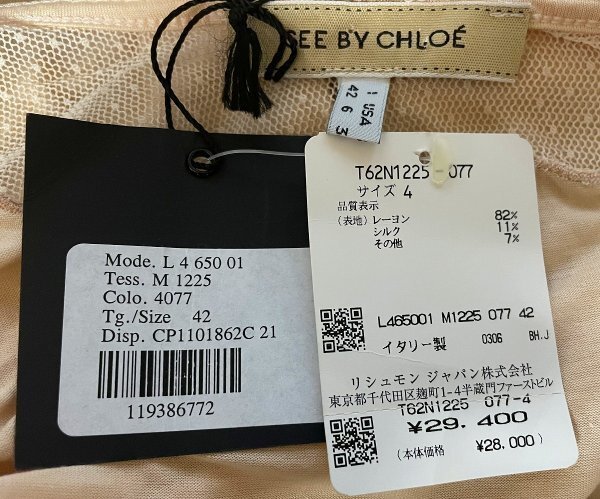 SEE BY CHLOÉ
I USA
42 6 3
Mode. L 4 650 01
Tess. M 1225
Colo. 4077
Tg./Size 42
Disp. CP1101862C 21
119386772
T62N1225-077
サイズ 4
品質表示
(表地) レーヨン 82%
シルク 11%
その他 7%
L465001 M1225 077 42
イタリー製 0306 BH.J
リシュモン ジャパン株式会社
東京都千代田区麹町1-4半蔵門ファーストビル
T62N1225 077-4
¥29.400
(本体価格 ¥28.000)